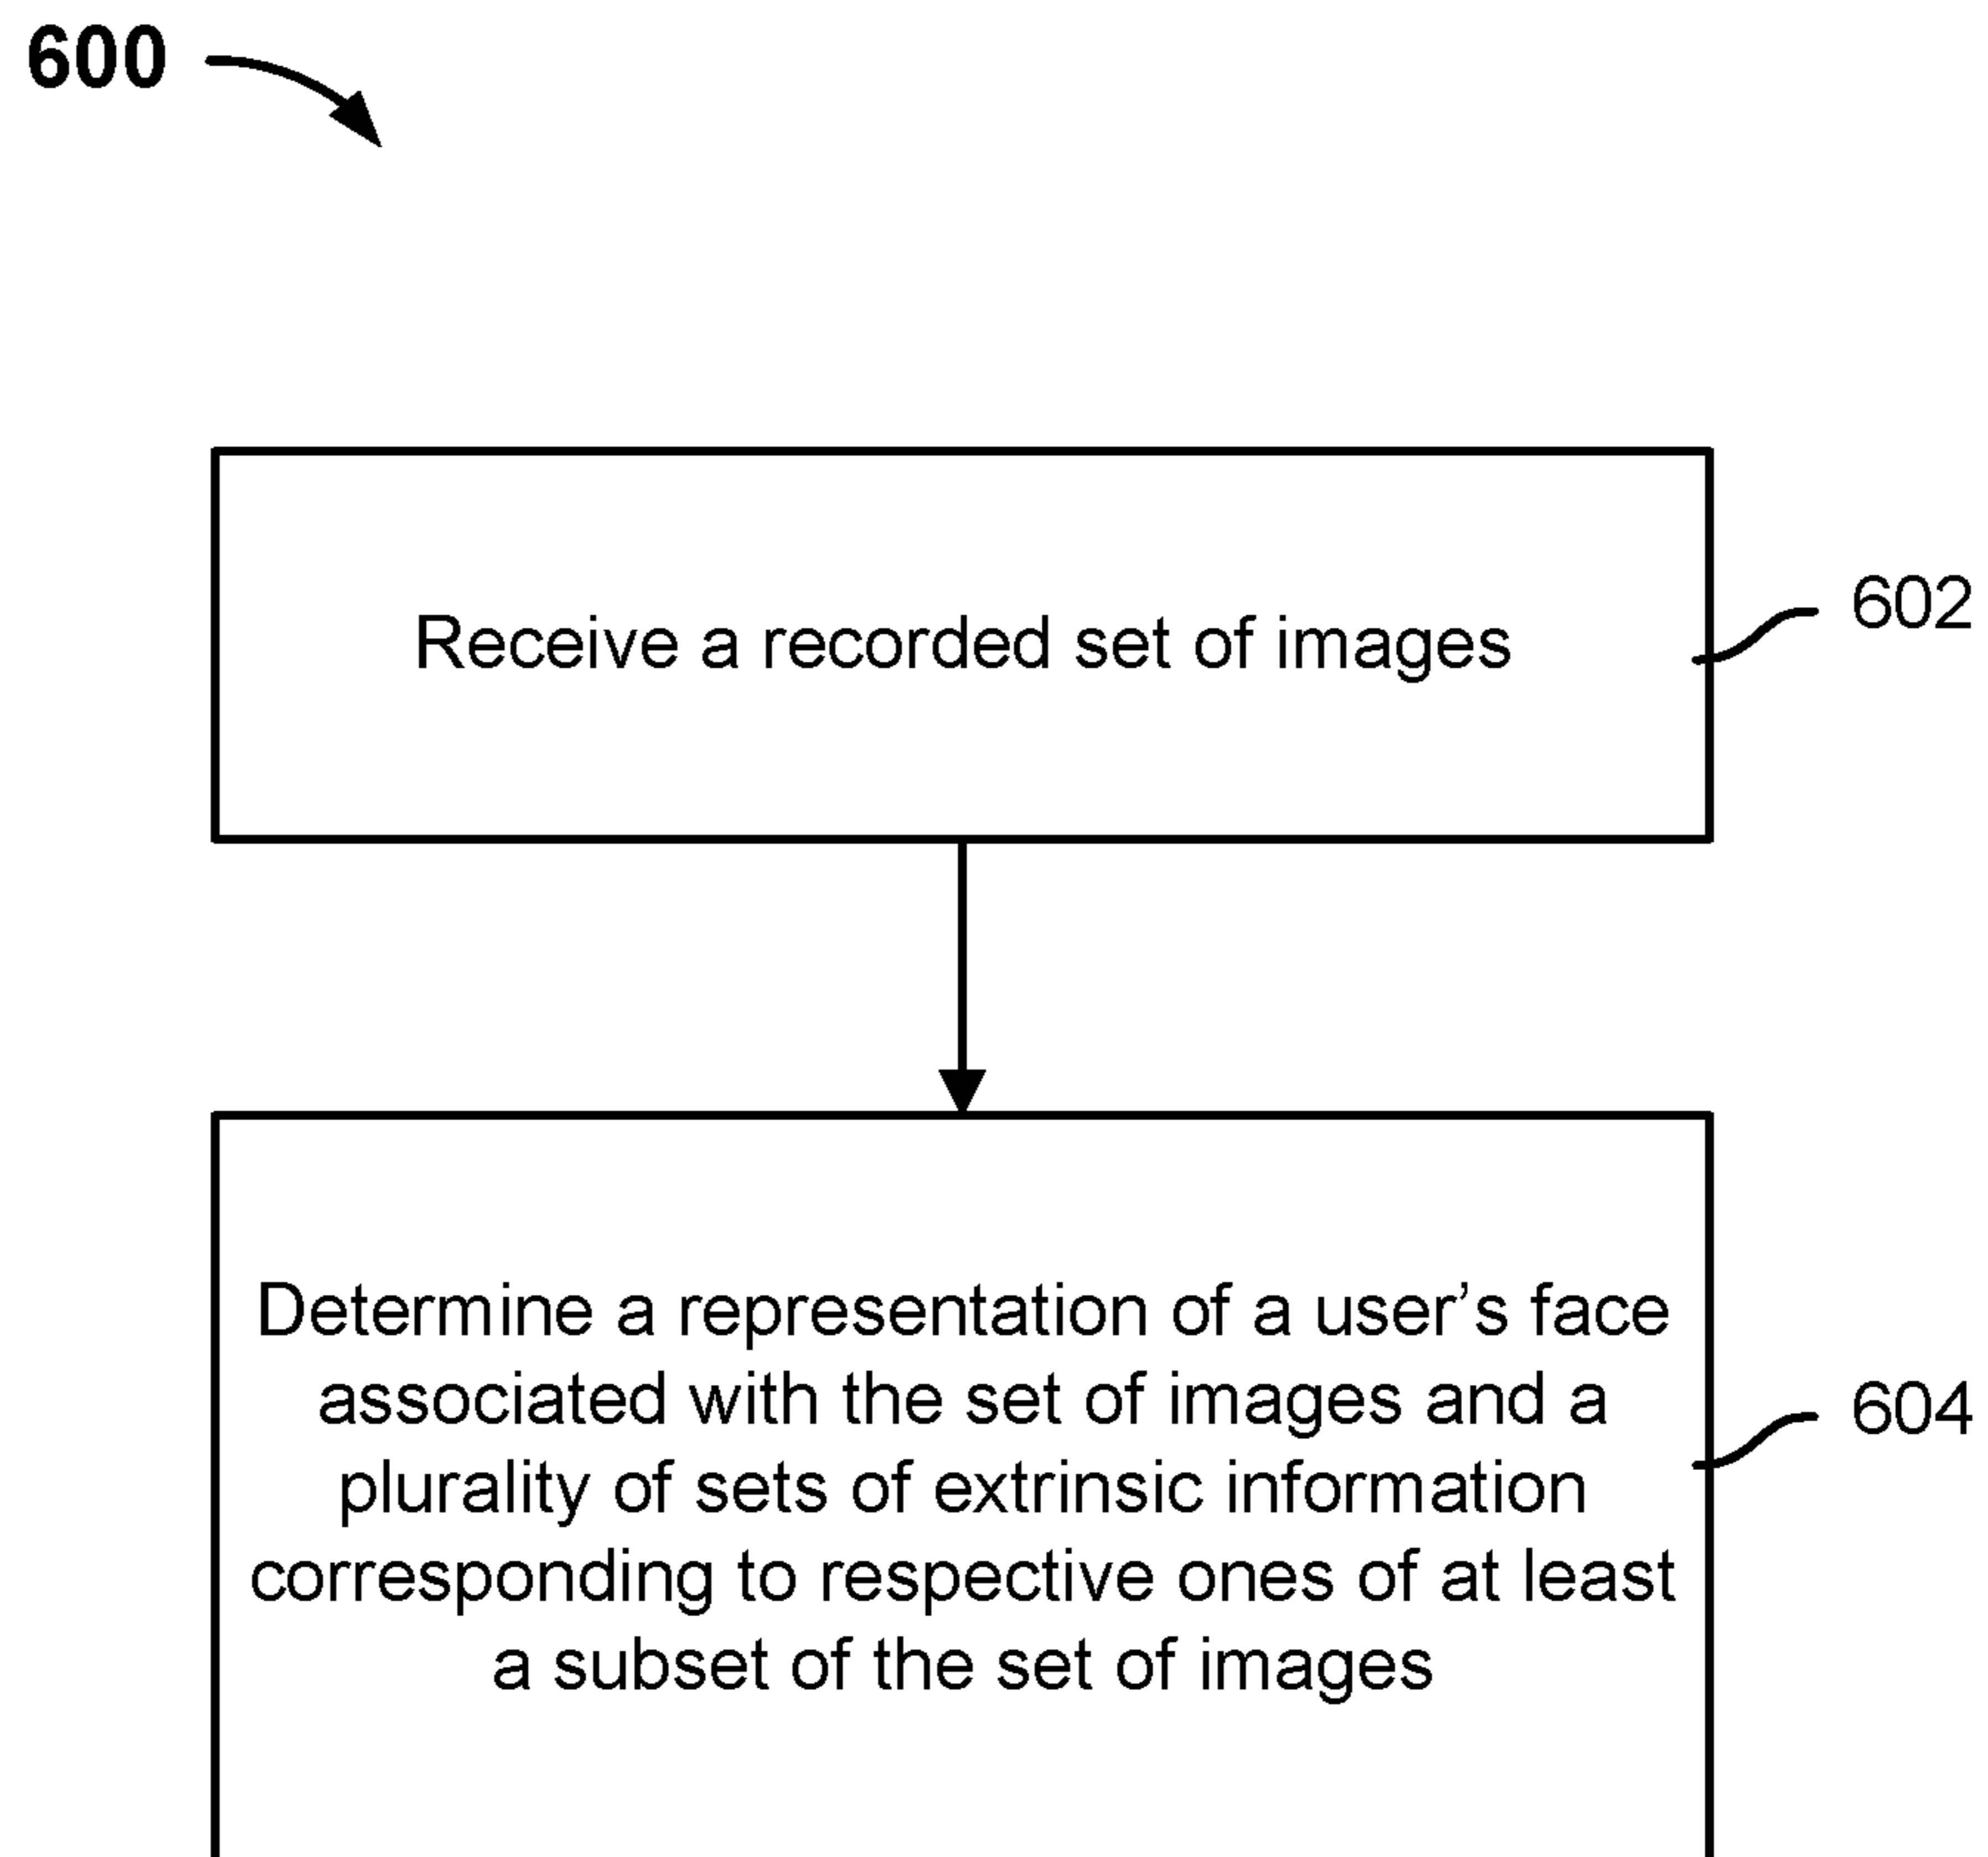 600
Receive a recorded set of images
602
Determine a representation of a user’s face
associated with the set of images and a
plurality of sets of extrinsic information
corresponding to respective ones of at least
a subset of the set of images
604